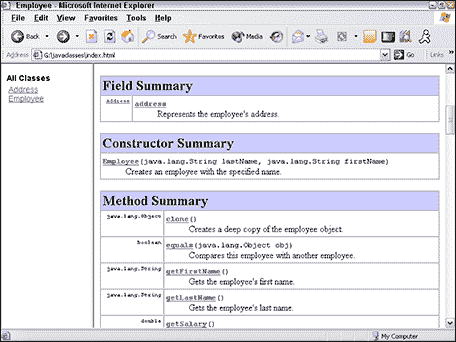 Employee - Microsoft Internet Explorer
File Edit View Favorites Tools Help
Back Search Favorites Media
Address G:\javaclasses\index.html Go Links »
All Classes
Address
Employee
Field Summary
Address address
Represents the employee's address.
Constructor Summary
Employee(java.lang.String lastName, java.lang.String firstName)
Creates an employee with the specified name.
Method Summary
java.lang.Object clone()
Creates a deep copy of the employee object.
boolean equals(java.lang.Object obj)
Compares this employee with another employee.
java.lang.String getFirstName()
Gets the employee's first name.
java.lang.String getLastName()
Gets the employee's last name.
double getSalary()
My Computer